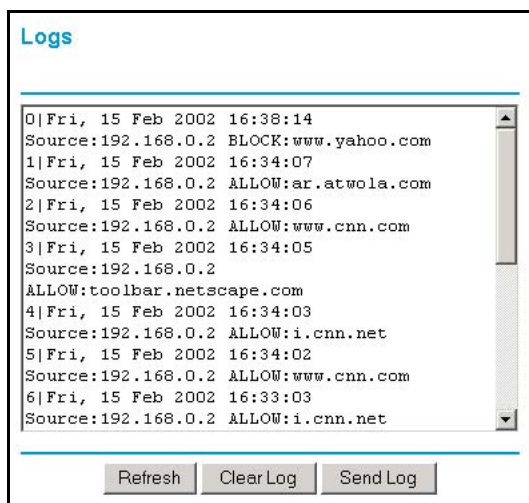 Logs
0|Fri, 15 Feb 2002 16:38:14
Source:192.168.0.2 BLOCK:www.yahoo.com
1|Fri, 15 Feb 2002 16:34:07
Source:192.168.0.2 ALLOW:ar.atwola.com
2|Fri, 15 Feb 2002 16:34:06
Source:192.168.0.2 ALLOW:www.cnn.com
3|Fri, 15 Feb 2002 16:34:05
Source:192.168.0.2
ALLOW:toolbar.netscape.com
4|Fri, 15 Feb 2002 16:34:03
Source:192.168.0.2 ALLOW:i.cnn.net
5|Fri, 15 Feb 2002 16:34:02
Source:192.168.0.2 ALLOW:www.cnn.com
6|Fri, 15 Feb 2002 16:33:03
Source:192.168.0.2 ALLOW:i.cnn.net
Refresh Clear Log Send Log